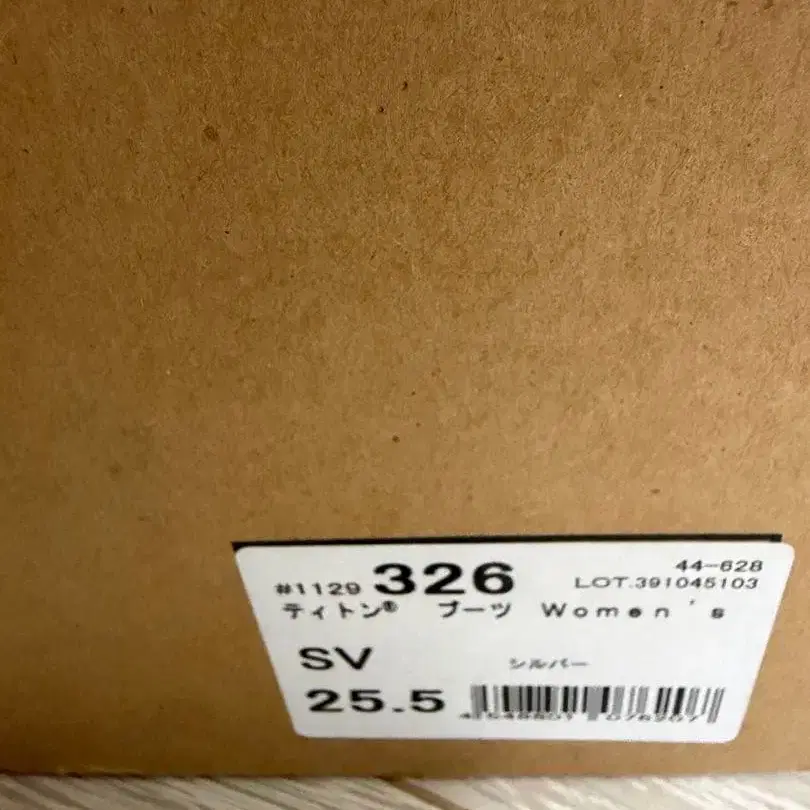 #1129 326 44-628
LOT.391045103
ティトン® ブーツ Women's
SV シルバー
25.5